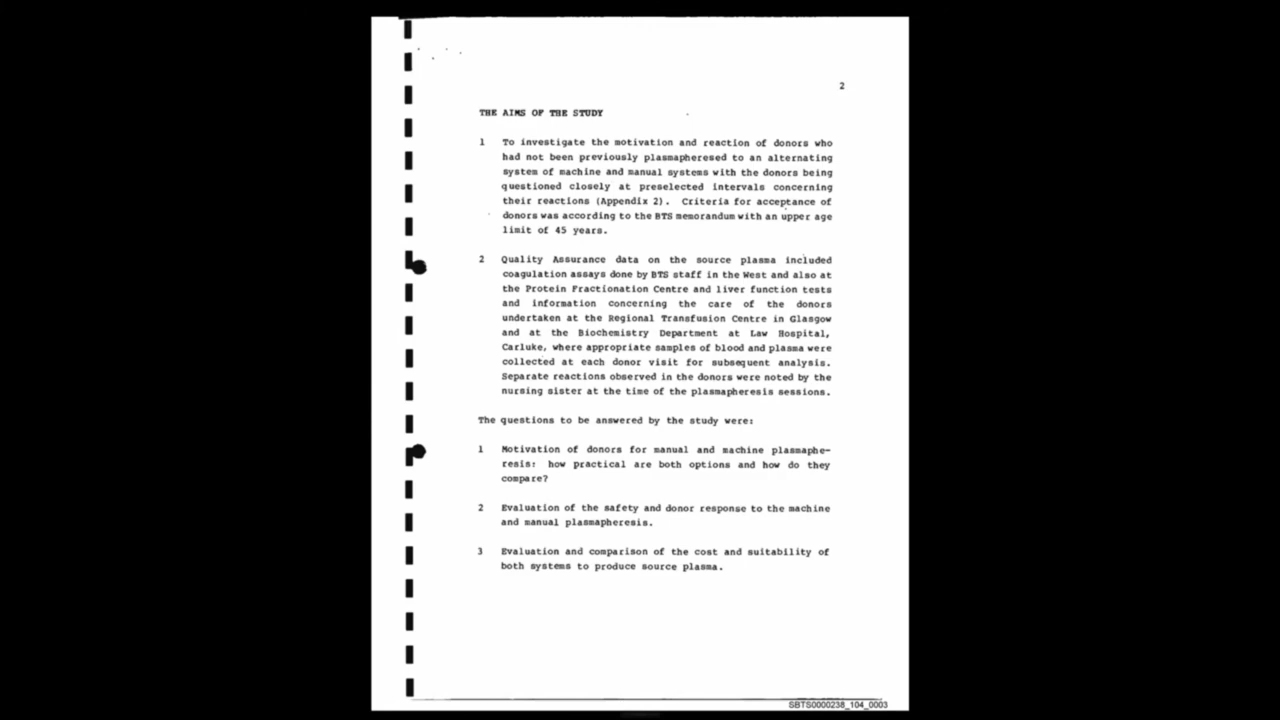 2
THE AIMS OF THE STUDY
1 To investigate the motivation and reaction of donors who
had not been previously plasmapheresed to an alternating
system of machine and manual systems with the donors being
questioned closely at preselected intervals concerning
their reactions (Appendix 2). Criteria for acceptance of
donors was according to the BTS memorandum with an upper age
limit of 45 years.
2 Quality Assurance data on the source plasma included
coagulation assays done by BTS staff in the West and also at
the Protein Fractionation Centre and liver function tests
and information concerning the care of the donors
undertaken at the Regional Transfusion Centre in Glasgow
and at the Biochemistry Department at Law Hospital,
Carluke, where appropriate samples of blood and plasma were
collected at each donor visit for subsequent analysis.
Separate reactions observed in the donors were noted by the
nursing sister at the time of the plasmapheresis sessions.
The questions to be answered by the study were:
1 Motivation of donors for manual and machine plasmaphe-
resis: how practical are both options and how do they
compare?
2 Evaluation of the safety and donor response to the machine
and manual plasmapheresis.
3 Evaluation and comparison of the cost and suitability of
both systems to produce source plasma.
SBTS0000238_104_0003